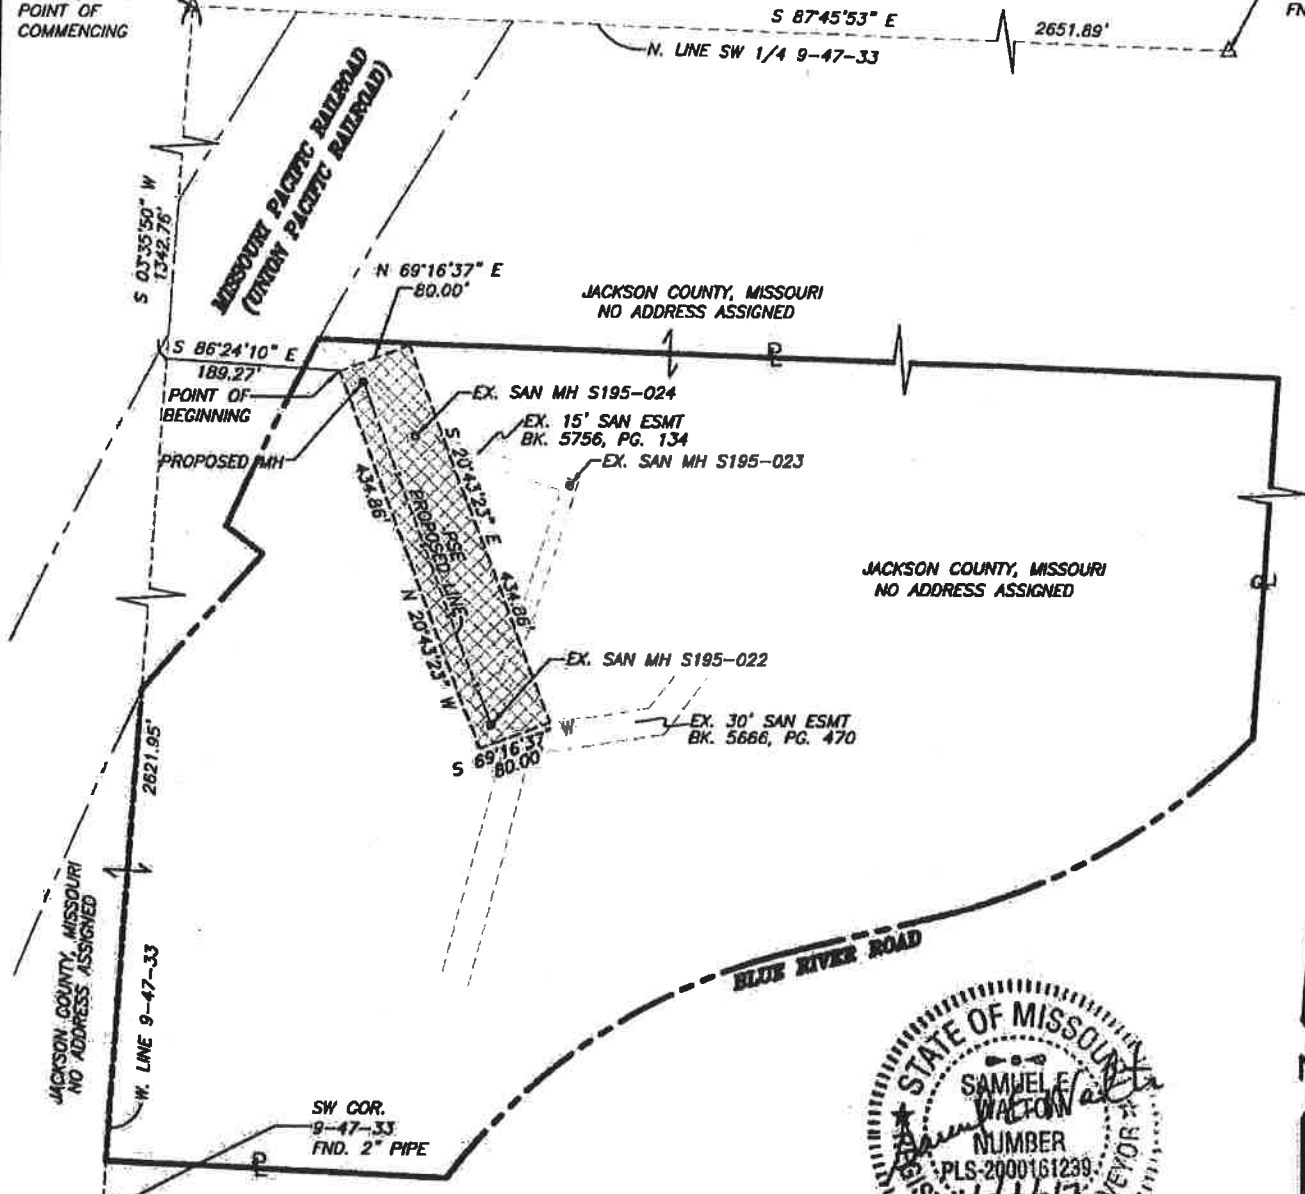 POINT OF
COMMENCING
S 87°45'53" E
2651.89'
FN
N. LINE SW 1/4 9-47-33
MISSOURI PACIFIC RAILROAD
(UNION PACIFIC RAILROAD)
S 03°35'50" W
1342.76'
N 69°16'37" E
80.00'
JACKSON COUNTY, MISSOURI
NO ADDRESS ASSIGNED
S 86°24'10" E
189.27'
POINT OF
BEGINNING
PROPOSED MH
EX. SAN MH S195-024
EX. 15' SAN ESMT
BK. 5756, PG. 134
EX. SAN MH S195-023
S 20°43'23" E
434.86'
434.86'
N 20°43'23" W
PSE
PROPOSED LINE
JACKSON COUNTY, MISSOURI
NO ADDRESS ASSIGNED
EX. SAN MH S195-022
EX. 30' SAN ESMT
BK. 5666, PG. 470
S 69°16'37 W
80.00
2621.95'
JACKSON COUNTY, MISSOURI
NO ADDRESS ASSIGNED
W. LINE 9-47-33
BLUE RIVER ROAD
SW COR.
9-47-33
FND. 2" PIPE
STATE OF MISSOURI
SAMUEL E
WALTON
NUMBER
PLS-2000161239